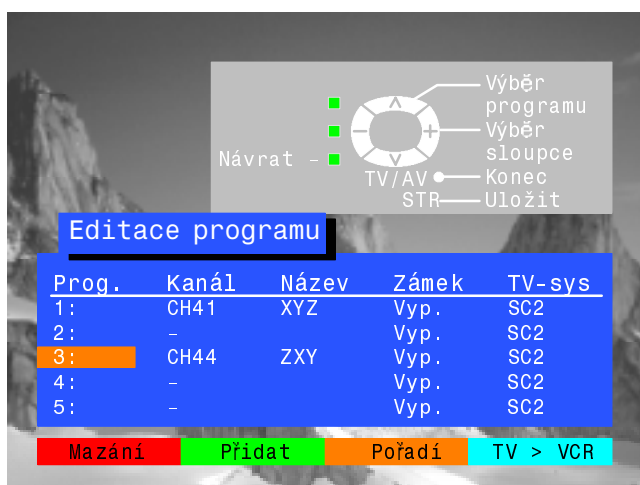 Výběr
programu
Výběr
Návrat – sloupce
TV/AV Konec
STR Uložit
Editace programu
Prog. Kanál Název Zámek TV-sys
1: CH41 XYZ Vyp. SC2
2: – Vyp. SC2
3: CH44 ZXY Vyp. SC2
4: – Vyp. SC2
5: – Vyp. SC2
Mazání Přidat Pořadí TV > VCR